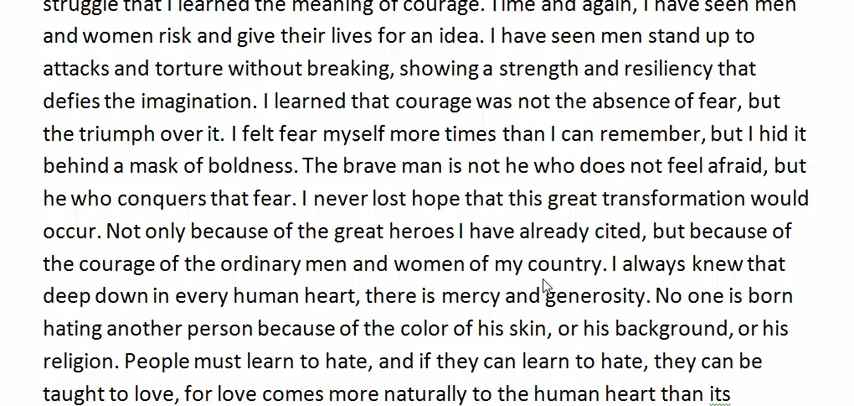 struggle that I learned the meaning of courage. Time and again, I have seen men
and women risk and give their lives for an idea. I have seen men stand up to
attacks and torture without breaking, showing a strength and resiliency that
defies the imagination. I learned that courage was not the absence of fear, but
the triumph over it. I felt fear myself more times than I can remember, but I hid it
behind a mask of boldness. The brave man is not he who does not feel afraid, but
he who conquers that fear. I never lost hope that this great transformation would
occur. Not only because of the great heroes I have already cited, but because of
the courage of the ordinary men and women of my country. I always knew that
deep down in every human heart, there is mercy and generosity. No one is born
hating another person because of the color of his skin, or his background, or his
religion. People must learn to hate, and if they can learn to hate, they can be
taught to love, for love comes more naturally to the human heart than its